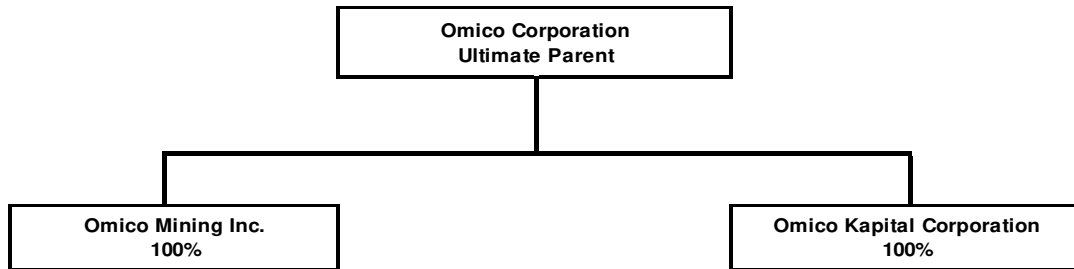 Omico Corporation
Ultimate Parent
Omico Mining Inc.
100%
Omico Kapital Corporation
100%